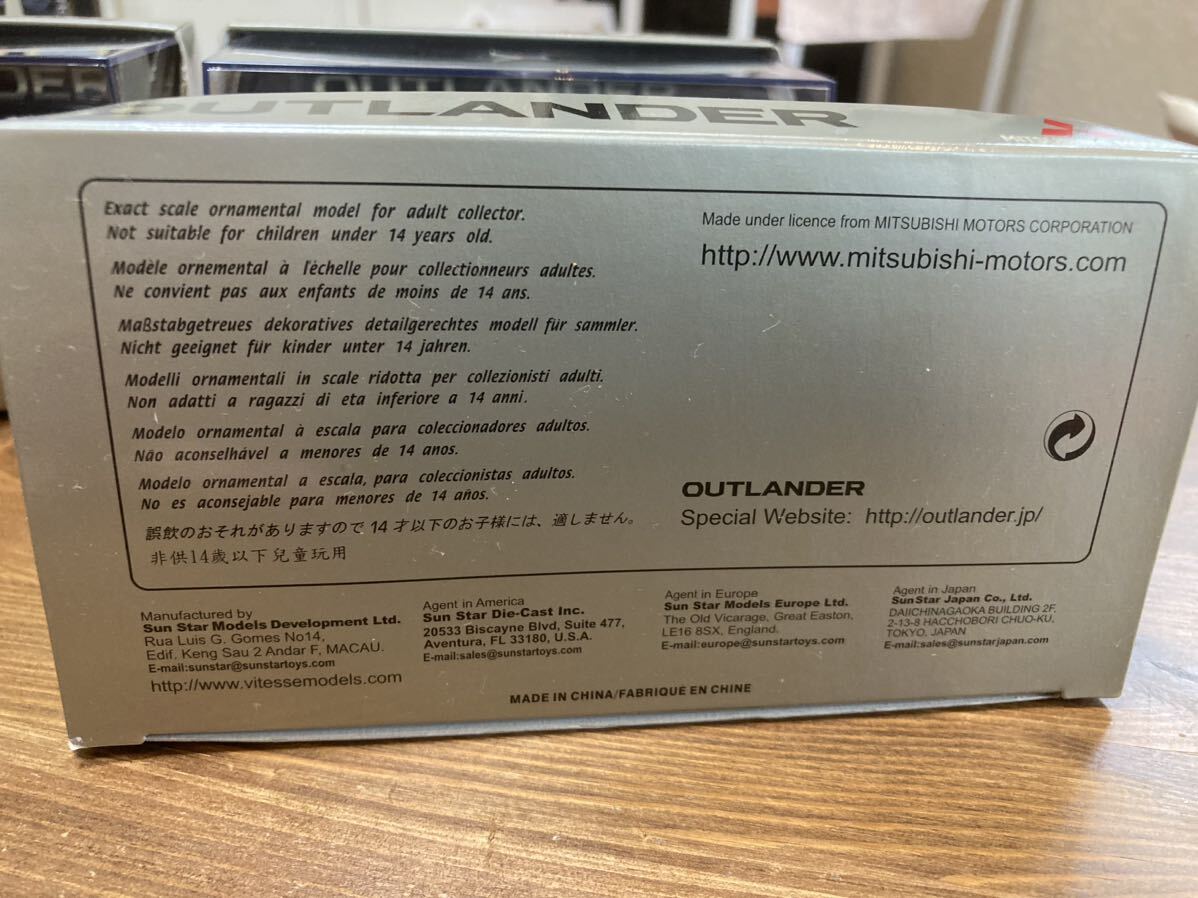 OUTLANDER
OUTLANDER
Exact scale ornamental model for adult collector.
Not suitable for children under 14 years old.
Modèle ornemental à l'échelle pour collectionneurs adultes.
Ne convient pas aux enfants de moins de 14 ans.
Maßstabgetreues dekoratives detailgerechtes modell für sammler.
Nicht geeignet für kinder unter 14 jahren.
Modelli ornamentali in scale ridotta per collezionisti adulti.
Non adatti a ragazzi di eta inferiore a 14 anni.
Modelo ornamental à escala para coleccionadores adultos.
Não aconselhável a menores de 14 anos.
Modelo ornamental a escala, para coleccionistas adultos.
No es aconsejable para menores de 14 años.
誤飲のおそれがありますので14才以下のお子様には、適しません。
非供14歳以下兒童玩用
Made under licence from MITSUBISHI MOTORS CORPORATION
http://www.mitsubishi-motors.com
OUTLANDER
Special Website: http://outlander.jp/
Manufactured by
Sun Star Models Development Ltd.
Rua Luis G. Gomes No14,
Edif. Keng Sau 2 Andar F, MACAU.
E-mail:sunstar@sunstartoys.com
http://www.vitessemodels.com
Agent in America
Sun Star Die-Cast Inc.
20533 Biscayne Blvd, Suite 477,
Aventura, FL 33180, U.S.A.
E-mail:sales@sunstartoys.com
Agent in Europe
Sun Star Models Europe Ltd.
The Old Vicarage, Great Easton,
LE16 8SX, England.
E-mail:europe@sunstartoys.com
Agent in Japan
Sun Star Japan Co., Ltd.
DAIICHINAGAOKA BUILDING 2F,
2-13-8 HACCHOBORI CHUO-KU,
TOKYO, JAPAN
E-mail:sales@sunstarjapan.com
MADE IN CHINA/FABRIQUÉ EN CHINE